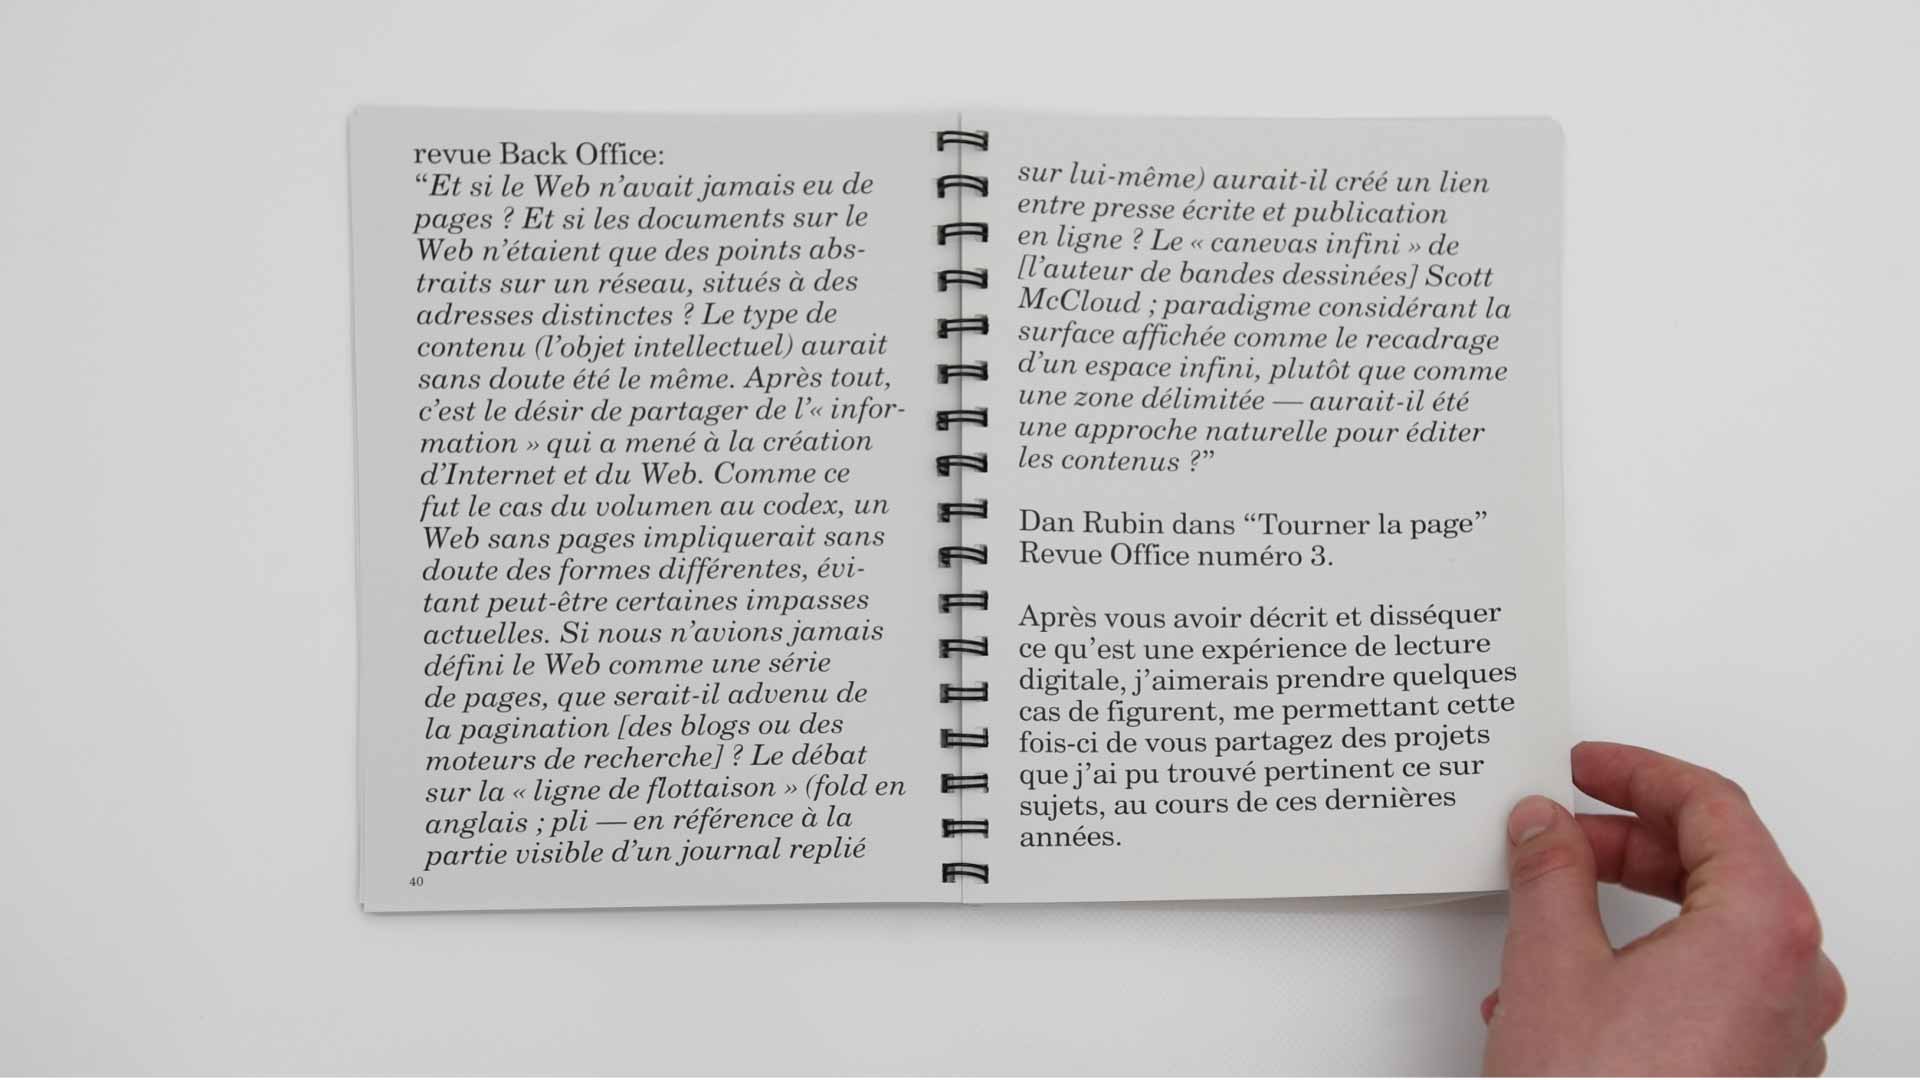 revue Back Office:
“Et si le Web n’avait jamais eu de
pages ? Et si les documents sur le
Web n’étaient que des points abs-
traits sur un réseau, situés à des
adresses distinctes ? Le type de
contenu (l’objet intellectuel) aurait
sans doute été le même. Après tout,
c’est le désir de partager de l’« infor-
mation » qui a mené à la création
d’Internet et du Web. Comme ce
fut le cas du volumen au codex, un
Web sans pages impliquerait sans
doute des formes différentes, évi-
tant peut-être certaines impasses
actuelles. Si nous n’avions jamais
défini le Web comme une série
de pages, que serait-il advenu de
la pagination [des blogs ou des
moteurs de recherche] ? Le débat
sur la « ligne de flottaison » (fold en
anglais ; pli — en référence à la
partie visible d’un journal replié
40
sur lui-même) aurait-il créé un lien
entre presse écrite et publication
en ligne ? Le « canevas infini » de
[l’auteur de bandes dessinées] Scott
McCloud ; paradigme considérant la
surface affichée comme le recadrage
d’un espace infini, plutôt que comme
une zone délimitée — aurait-il été
une approche naturelle pour éditer
les contenus ?”
Dan Rubin dans “Tourner la page”
Revue Office numéro 3.
Après vous avoir décrit et disséquer
ce qu’est une expérience de lecture
digitale, j’aimerais prendre quelques
cas de figurent, me permettant cette
fois-ci de vous partagez des projets
que j’ai pu trouvé pertinent ce sur
sujets, au cours de ces dernières
années.